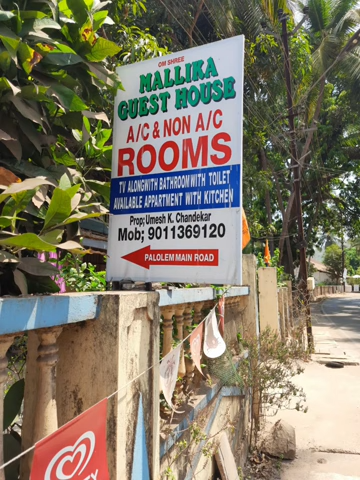 OM SHREE
MALLIKA
GUEST HOUSE
A/C & NON A/C
ROOMS
TV ALONGWITH BATHROOM WITH TOILET
AVAILABLE APPARTMENT WITH KITCHEN
Prop; Umesh K. Chandekar
Mob; 9011369120
PALOLEM MAIN ROAD